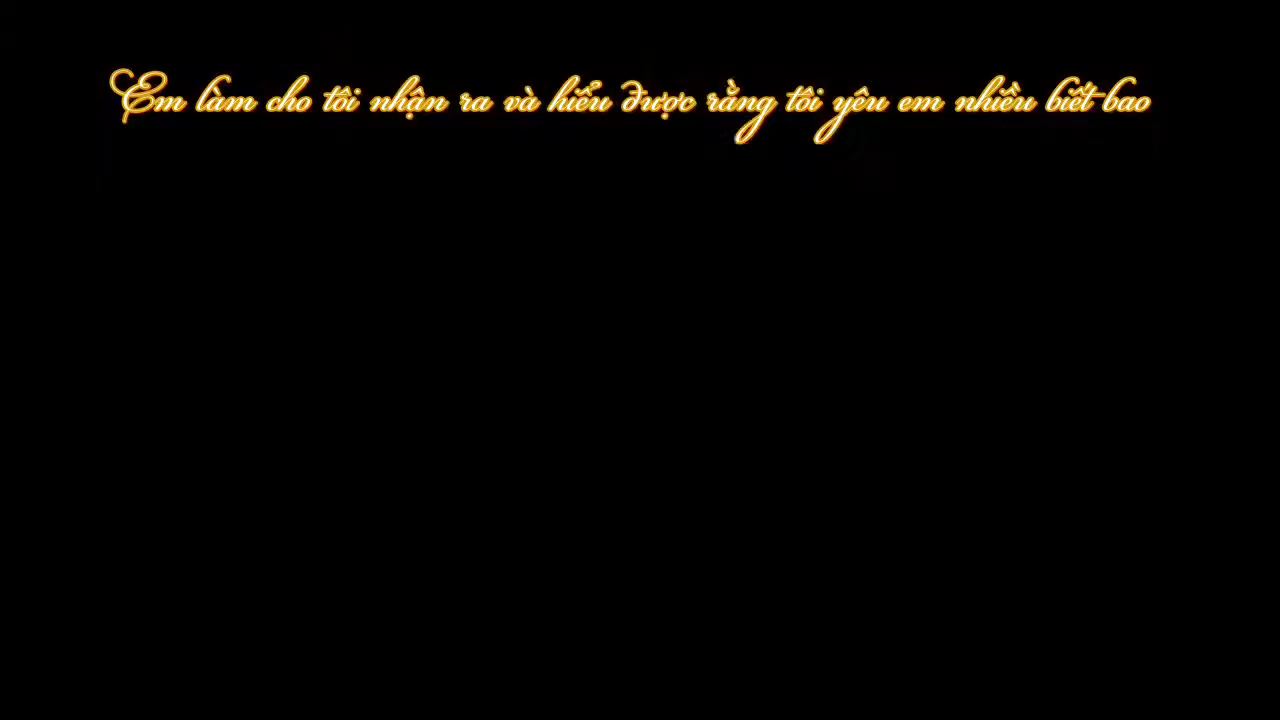 Em làm cho tôi nhận ra và hiểu được rằng tôi yêu em nhiều biết bao